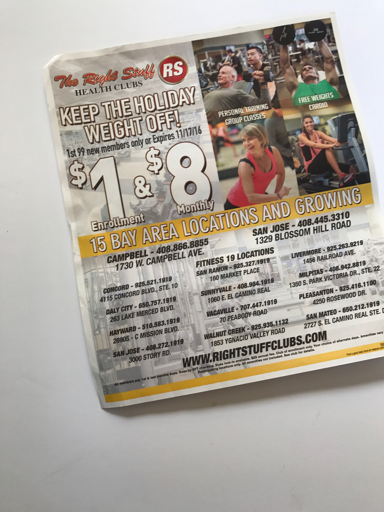 The Right Stuff
HEALTH CLUBS
RS
KEEP THE HOLIDAY
WEIGHT OFF!
1st 99 new members only or Expires 11/17/16
$1 & $8
Enrollment
Monthly
PERSONAL TRAINING
GROUP CLASSES
FREE WEIGHTS
CARDIO
15 BAY AREA LOCATIONS AND GROWING
CAMPBELL - 408.866.8855
1730 W. CAMPBELL AVE.
SAN JOSE - 408.445.3310
1329 BLOSSOM HILL ROAD
FITNESS 19 LOCATIONS
CONCORD - 925.521.1919
4115 CONCORD BLVD. STE. 10
DALY CITY - 650.757.1919
263 LAKE MERCED BLVD.
HAYWARD - 510.583.1919
C MISSION BLVD.
SAN JOSE - 408.272.1919
3000 STORY RD.
SAN RAMON - 925.327.1919
160 MARKET PLACE
SUNNYVALE - 408.994.1919
1060 E. EL CAMINO REAL
VACAVILLE - 707.447.1919
70 PEABODY ROAD
WALNUT CREEK - 925.935.1132
1853 YGNACIO VALLEY ROAD
LIVERMORE - 925.263.9219
RAILROAD AVE.
MILPITAS - 408.942.8819
1350 S. PARK VICTORIA DR., STE. 22
PLEASANTON - 925.416.1100
4250 ROSEWOOD DR.
SAN MATEO - 650.212.1919
2727 S. EL CAMINO REAL STE.
WWW.RIGHTSTUFFCLUBS.COM